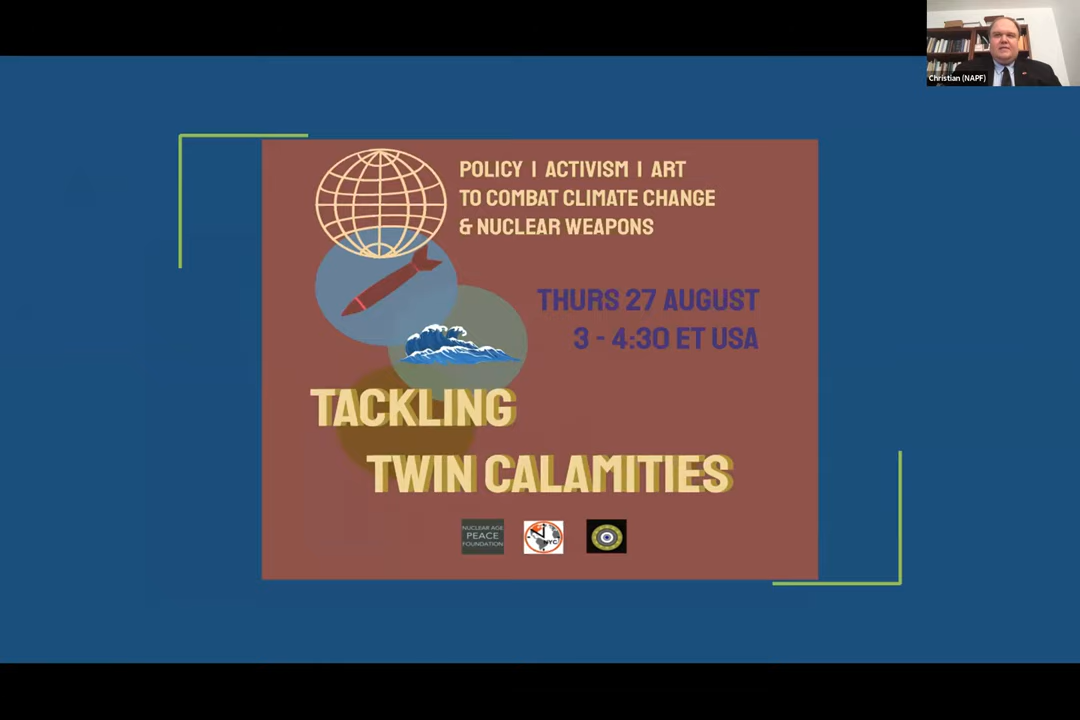 Christian (NAPF)
POLICY | ACTIVISM | ART
TO COMBAT CLIMATE CHANGE
& NUCLEAR WEAPONS
THURS 27 AUGUST
3 - 4:30 ET USA
TACKLING
TWIN CALAMITIES
NUCLEAR AGE
PEACE
FOUNDATION
NYC